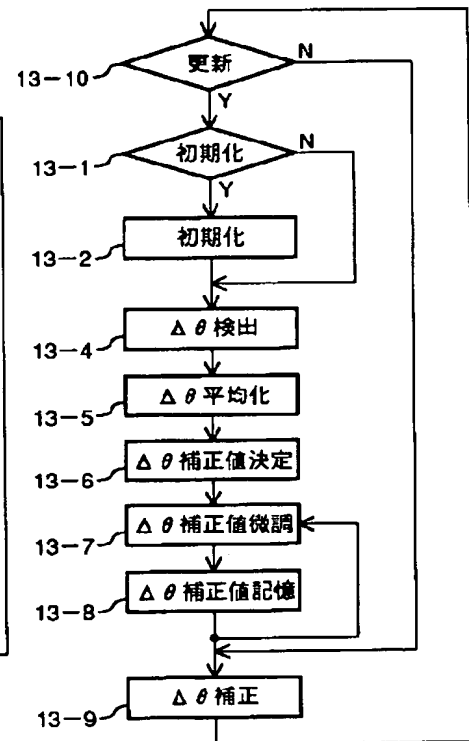 13-10
更新
N
Y
13-1
初期化
N
Y
13-2
初期化
13-4
Δθ検出
13-5
Δθ平均化
13-6
Δθ補正値決定
13-7
Δθ補正値微調
13-8
Δθ補正値記憶
13-9
Δθ補正